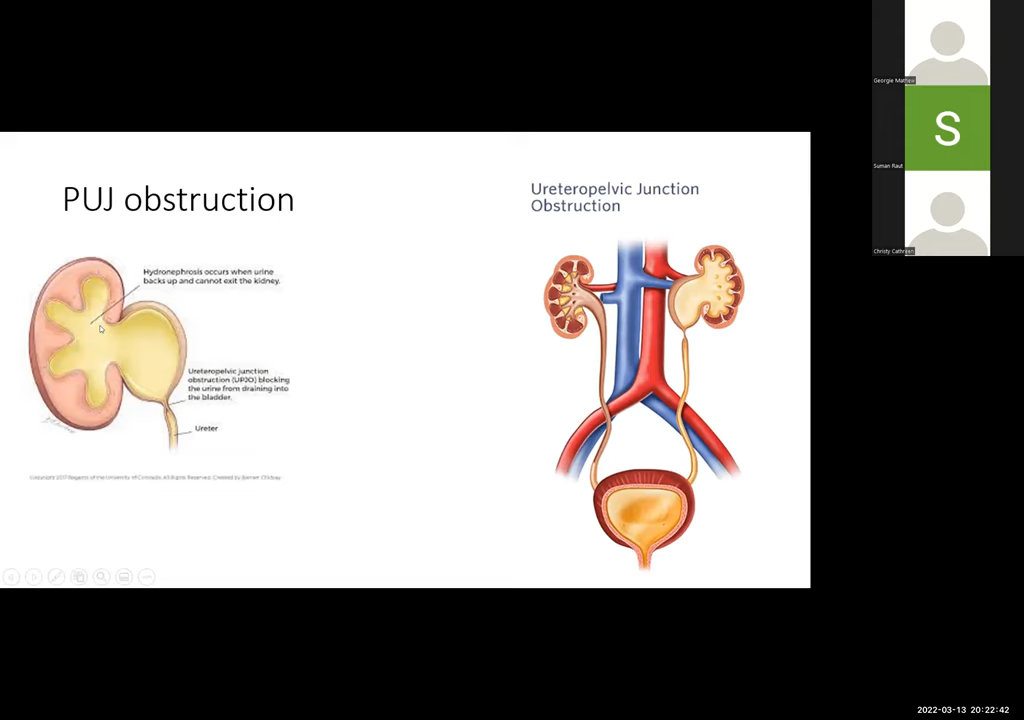 PUJ obstruction
Hydronephrosis occurs when urine
backs up and cannot exit the kidney.
Ureteropelvic junction
obstruction (UPJO) blocking
the urine from draining into
the bladder.
Ureter
Ureteropelvic Junction
Obstruction
Georgie Mathew
S
Suman Raut
Christy Cathreen
2022-03-13 20:22:42